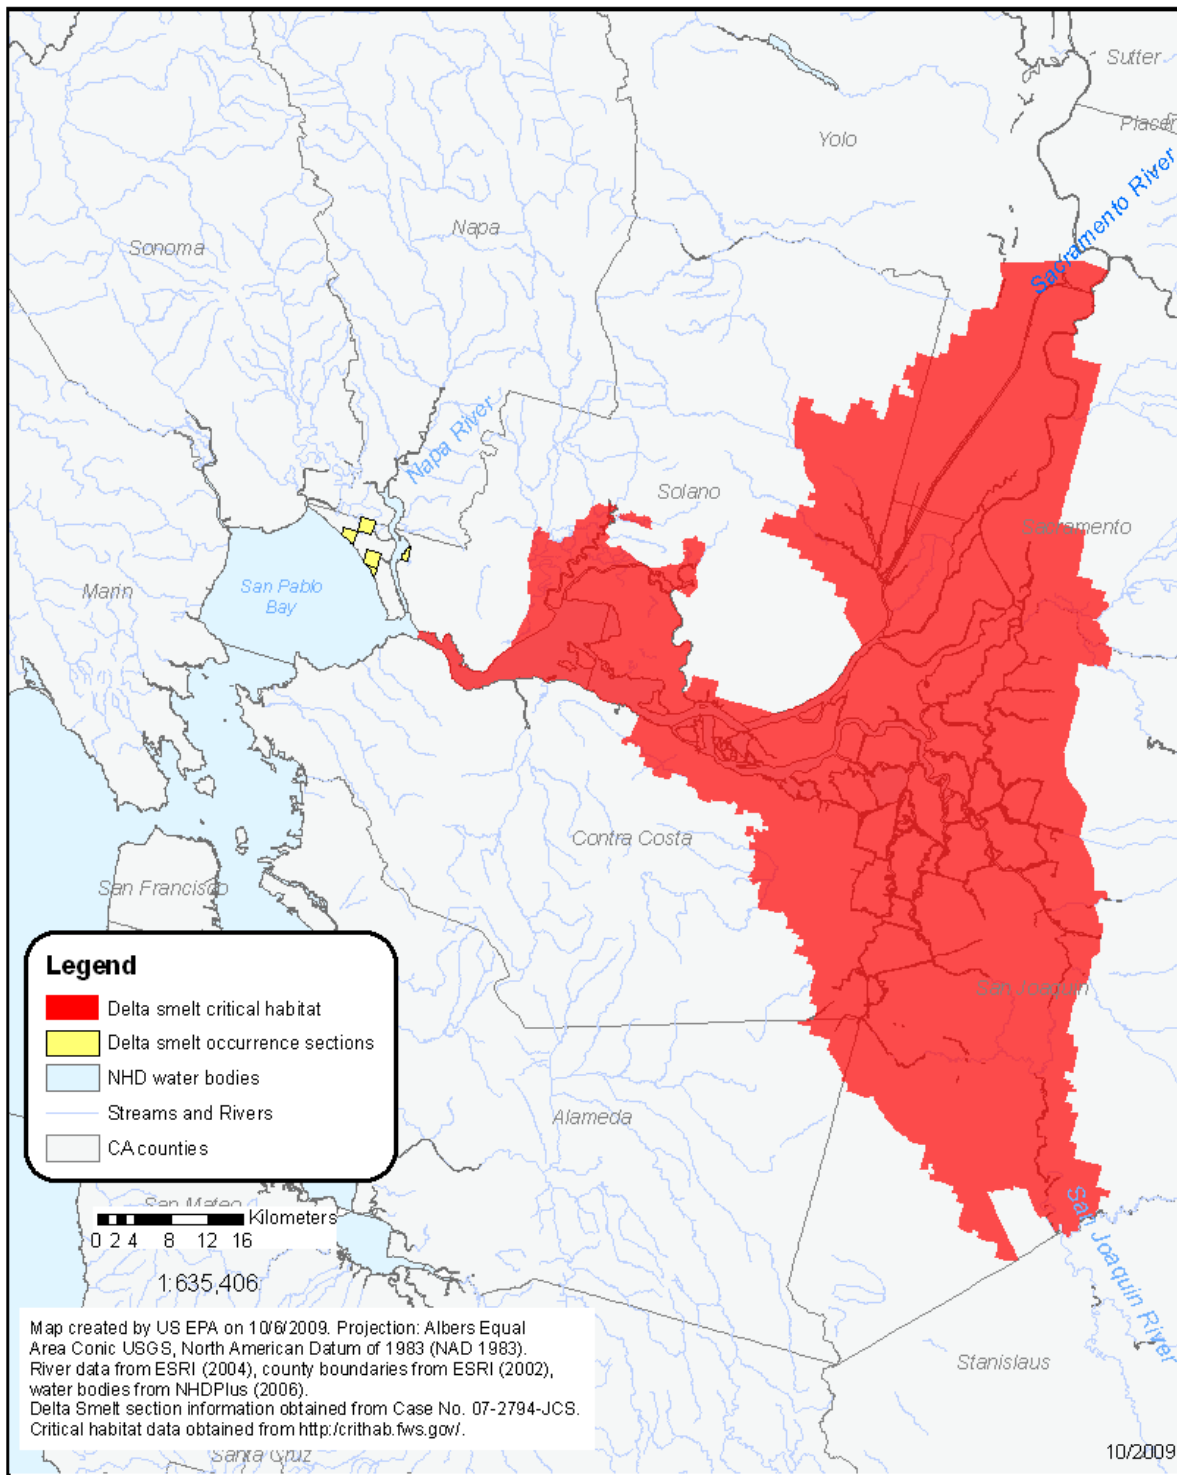 Sutter
Placer
Yolo
Sacramento River
Napa
Sonoma
Napa River
Solano
Sacramento
San Pablo
Bay
Marin
Contra Costa
San Francisco
Legend
Delta smelt critical habitat
Delta smelt occurrence sections
NHD water bodies
Streams and Rivers
CA counties
San Joaquin
Alameda
San Mateo
Kilometers
0 2 4 8 12 16
1:635,406
San Joaquin River
Map created by US EPA on 10/6/2009. Projection: Albers Equal
Area Conic USGS, North American Datum of 1983 (NAD 1983).
River data from ESRI (2004), county boundaries from ESRI (2002),
water bodies from NHDPlus (2006).
Delta Smelt section information obtained from Case No. 07-2794-JCS.
Critical habitat data obtained from http:/crithab.fws.gov/.
Stanislaus
Santa Cruz
10/2009